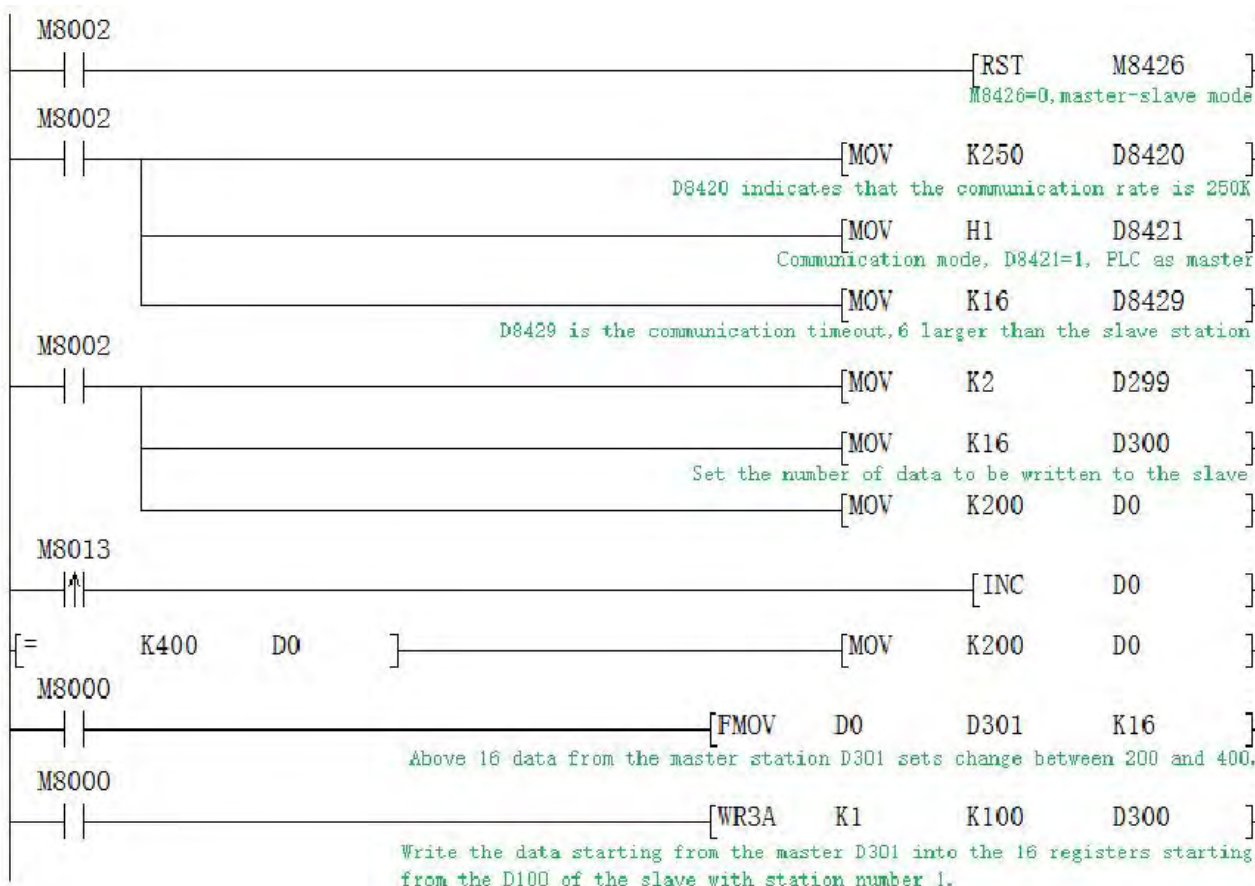 M8002
[RST M8426 ]
M8426=0,master-slave mode
M8002
[MOV K250 D8420 ]
D8420 indicates that the communication rate is 250K
[MOV H1 D8421 ]
Communication mode, D8421=1, PLC as master
[MOV K16 D8429 ]
D8429 is the communication timeout,6 larger than the slave station
M8002
[MOV K2 D299 ]
[MOV K16 D300 ]
Set the number of data to be written to the slave
[MOV K200 D0 ]
M8013
[INC D0 ]
[= K400 D0 ] [MOV K200 D0 ]
M8000
[FMOV D0 D301 K16 ]
Above 16 data from the master station D301 sets change between 200 and 400.
M8000
[WR3A K1 K100 D300 ]
Write the data starting from the master D301 into the 16 registers starting
from the D100 of the slave with station number 1.